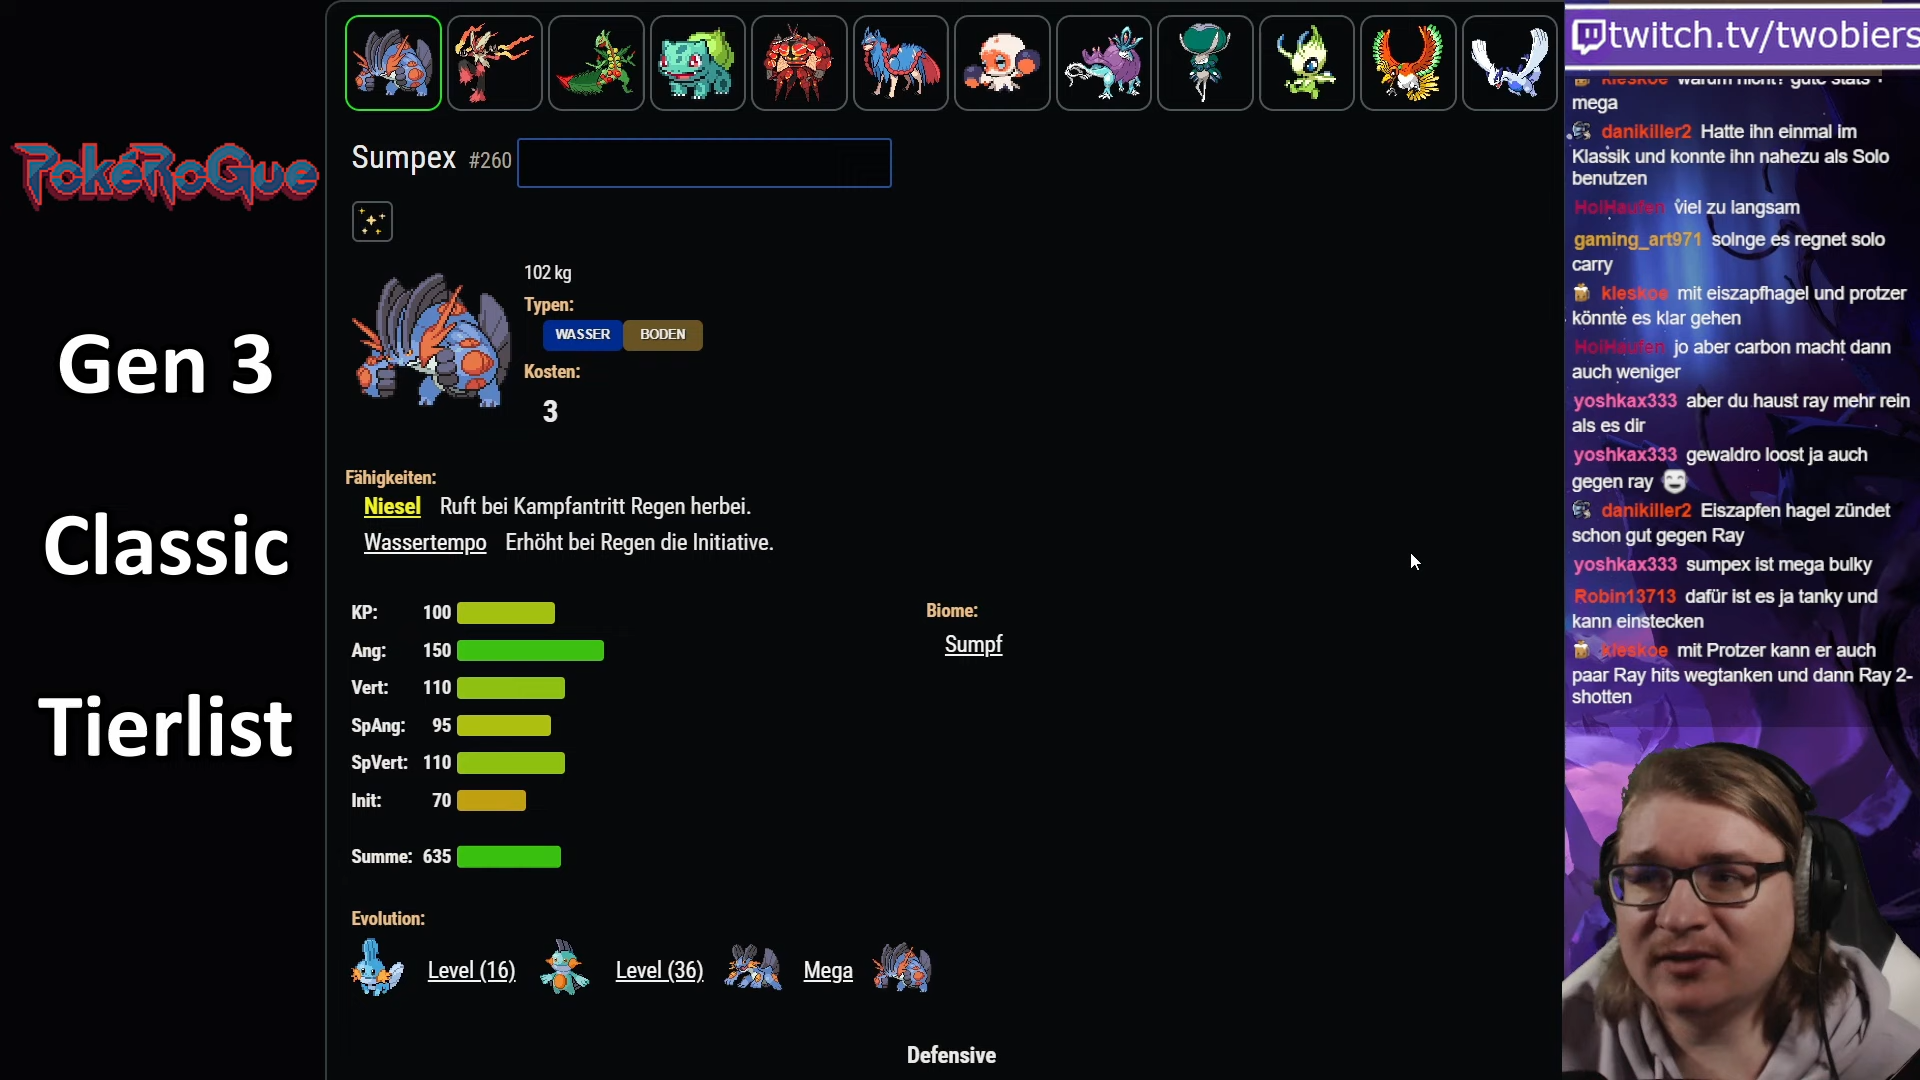 twitch.tv/twobiers
PokéRoGue
Gen 3
Classic
Tierlist
Sumpex #260
102 kg
Typen:
WASSER BODEN
Kosten:
3
Fähigkeiten:
Niesel Ruft bei Kampfantritt Regen herbei.
Wassertempo Erhöht bei Regen die Initiative.
KP: 100
Ang: 150
Vert: 110
SpAng: 95
SpVert: 110
Init: 70
Summe: 635
Biome:
Sumpf
Evolution:
Level (16) Level (36) Mega
Defensive
kleskoe warum nicht? gute stats +
mega
danikiller2 Hatte ihn einmal im
Klassik und konnte ihn nahezu als Solo
benutzen
HolHaufen viel zu langsam
gaming_art971 solnge es regnet solo
carry
kleskoe mit eiszapfhagel und protzer
könnte es klar gehen
HolHaufen jo aber carbon macht dann
auch weniger
yoshkax333 aber du haust ray mehr rein
als es dir
yoshkax333 gewaldro loost ja auch
gegen ray
danikiller2 Eiszapfen hagel zündet
schon gut gegen Ray
yoshkax333 sumpex ist mega bulky
Robin13713 dafür ist es ja tanky und
kann einstecken
kleskoe mit Protzer kann er auch
paar Ray hits wegtanken und dann Ray 2-
shotten